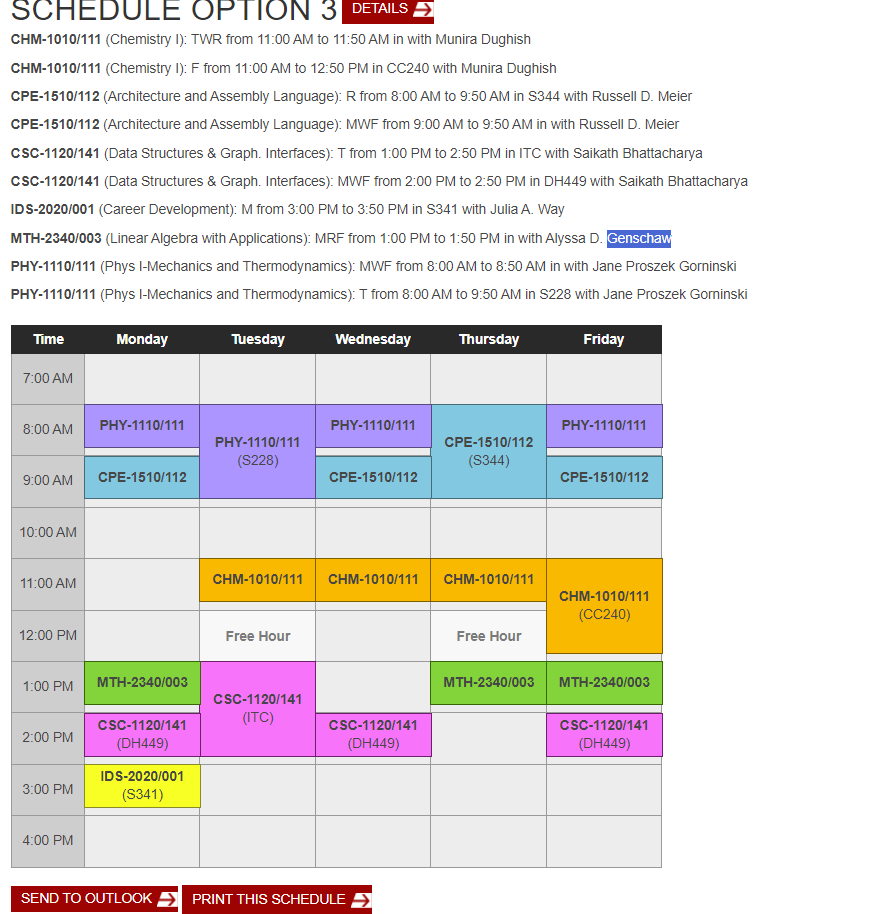 SCHEDULE OPTION 3 DETAILS
CHM-1010/111 (Chemistry I): TWR from 11:00 AM to 11:50 AM in with Munira Dughish
CHM-1010/111 (Chemistry I): F from 11:00 AM to 12:50 PM in CC240 with Munira Dughish
CPE-1510/112 (Architecture and Assembly Language): R from 8:00 AM to 9:50 AM in S344 with Russell D. Meier
CPE-1510/112 (Architecture and Assembly Language): MWF from 9:00 AM to 9:50 AM in with Russell D. Meier
CSC-1120/141 (Data Structures & Graph. Interfaces): T from 1:00 PM to 2:50 PM in ITC with Saikath Bhattacharya
CSC-1120/141 (Data Structures & Graph. Interfaces): MWF from 2:00 PM to 2:50 PM in DH449 with Saikath Bhattacharya
IDS-2020/001 (Career Development): M from 3:00 PM to 3:50 PM in S341 with Julia A. Way
MTH-2340/003 (Linear Algebra with Applications): MRF from 1:00 PM to 1:50 PM in with Alyssa D. Genschaw
PHY-1110/111 (Phys I-Mechanics and Thermodynamics): MWF from 8:00 AM to 8:50 AM in with Jane Proszek Gorninski
PHY-1110/111 (Phys I-Mechanics and Thermodynamics): T from 8:00 AM to 9:50 AM in S228 with Jane Proszek Gorninski
Time Monday Tuesday Wednesday Thursday Friday
7:00 AM
8:00 AM PHY-1110/111 PHY-1110/111 PHY-1110/111 CPE-1510/112 PHY-1110/111
(S228) (S344)
9:00 AM CPE-1510/112 CPE-1510/112 CPE-1510/112
10:00 AM
11:00 AM CHM-1010/111 CHM-1010/111 CHM-1010/111 CHM-1010/111
(CC240)
12:00 PM Free Hour Free Hour
1:00 PM MTH-2340/003 CSC-1120/141 MTH-2340/003 MTH-2340/003
(ITC)
2:00 PM CSC-1120/141 CSC-1120/141 CSC-1120/141
(DH449) (DH449) (DH449)
3:00 PM IDS-2020/001
(S341)
4:00 PM
SEND TO OUTLOOK PRINT THIS SCHEDULE